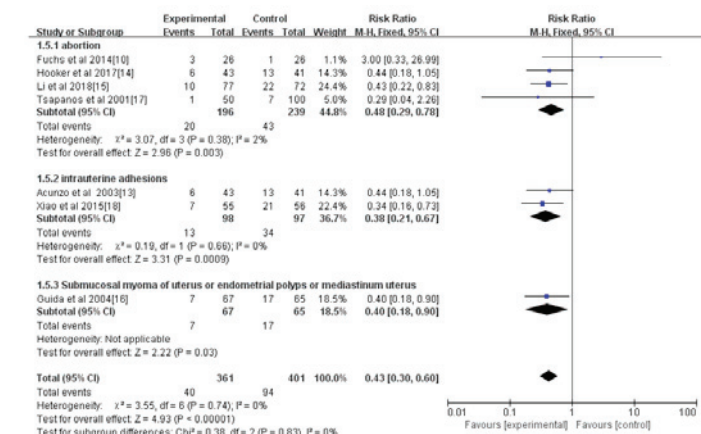 Experimental Control Risk Ratio Risk Ratio
Study or Subgroup Events Total Events Total Weight M-H, Fixed, 95% CI M-H, Fixed, 95% CI
1.5.1 abortion
Fuchs et al 2014[10] 3 26 1 26 1.1% 3.00 [0.33, 26.99]
Hooker et al 2017[14] 6 43 13 41 14.3% 0.44 [0.18, 1.05]
Li et al 2018[15] 10 77 22 72 24.4% 0.43 [0.22, 0.83]
Tsapanos et al 2001[17] 1 50 7 100 5.0% 0.29 [0.04, 2.26]
Subtotal (95% CI) 196 239 44.8% 0.48 [0.29, 0.78]
Total events 20 43
Heterogeneity: χ² = 3.07, df = 3 (P = 0.38); I² = 2%
Test for overall effect: Z = 2.96 (P = 0.003)
1.5.2 intrauterine adhesions
Acunzo et al 2003[13] 6 43 13 41 14.3% 0.44 [0.18, 1.05]
Xiao et al 2015[18] 7 55 21 56 22.4% 0.34 [0.16, 0.73]
Subtotal (95% CI) 98 97 36.7% 0.38 [0.21, 0.67]
Total events 13 34
Heterogeneity: χ² = 0.19, df = 1 (P = 0.66); I² = 0%
Test for overall effect: Z = 3.31 (P = 0.0009)
1.5.3 Submucosal myoma of uterus or endometrial polyps or mediastinum uterus
Guida et al 2004[16] 7 67 17 65 18.5% 0.40 [0.18, 0.90]
Subtotal (95% CI) 67 65 18.5% 0.40 [0.18, 0.90]
Total events 7 17
Heterogeneity: Not applicable
Test for overall effect: Z = 2.22 (P = 0.03)
Total (95% CI) 361 401 100.0% 0.43 [0.30, 0.60]
Total events 40 94
Heterogeneity: χ² = 3.55, df = 6 (P = 0.74); I² = 0%
Test for overall effect: Z = 4.93 (P < 0.00001)
Test for subgroup differences: Chi² = 0.38, df = 2 (P = 0.83), I² = 0%
0.01 0.1 1 10 100
Favours [experimental] Favours [control]